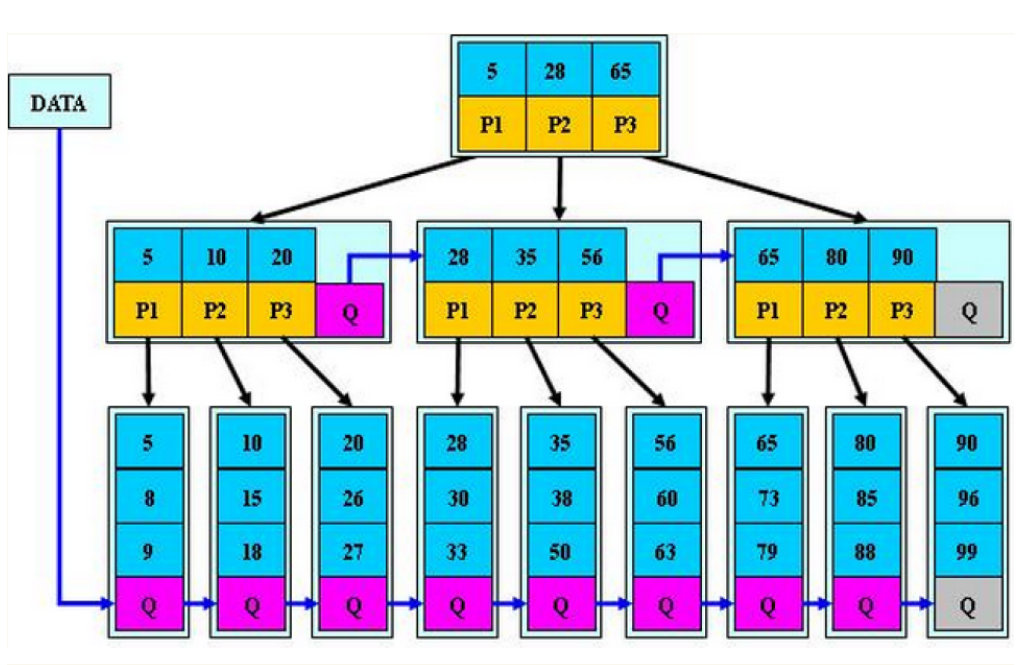 5 28 65
DATA
P1 P2 P3
5 10 20 28 35 56 65 80 90
P1 P2 P3 Q P1 P2 P3 Q P1 P2 P3 Q
5 10 20 28 35 56 65 80 90
8 15 26 30 38 60 73 85 96
9 18 27 33 50 63 79 88 99
Q Q Q Q Q Q Q Q Q